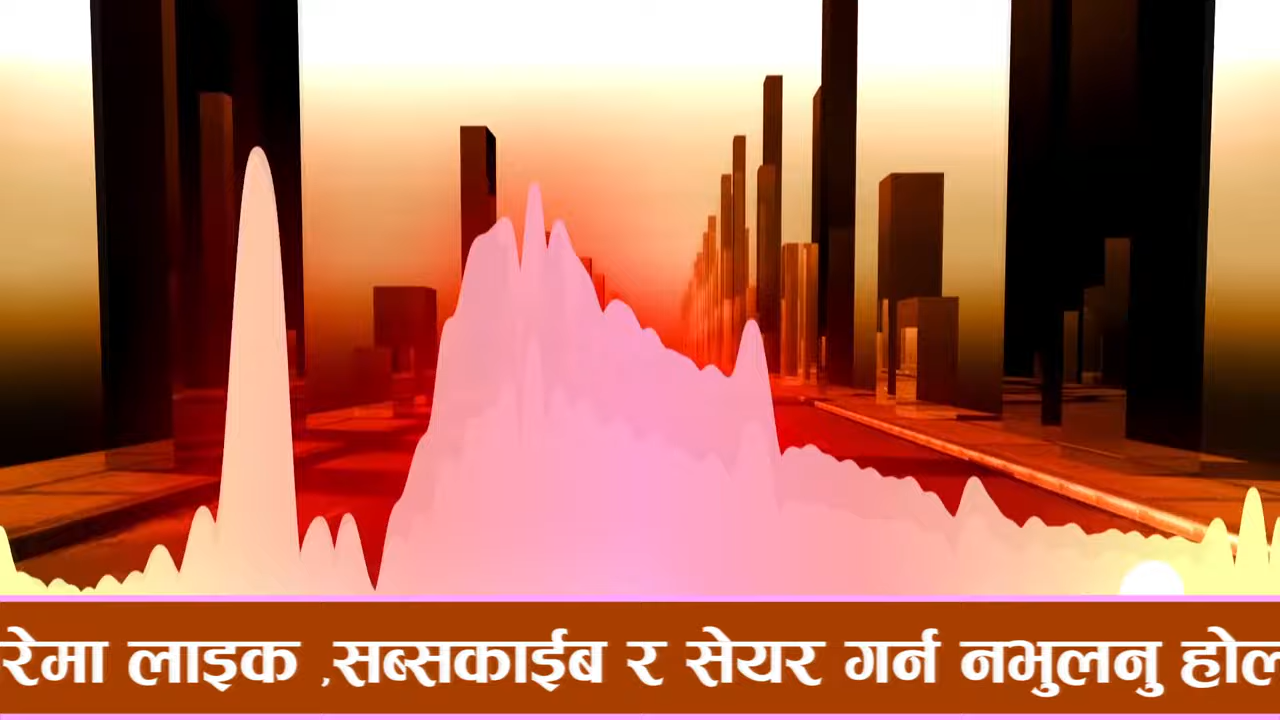 रेमा लाइक ,सब्सकाईब र सेयर गर्न नभुलनु होल